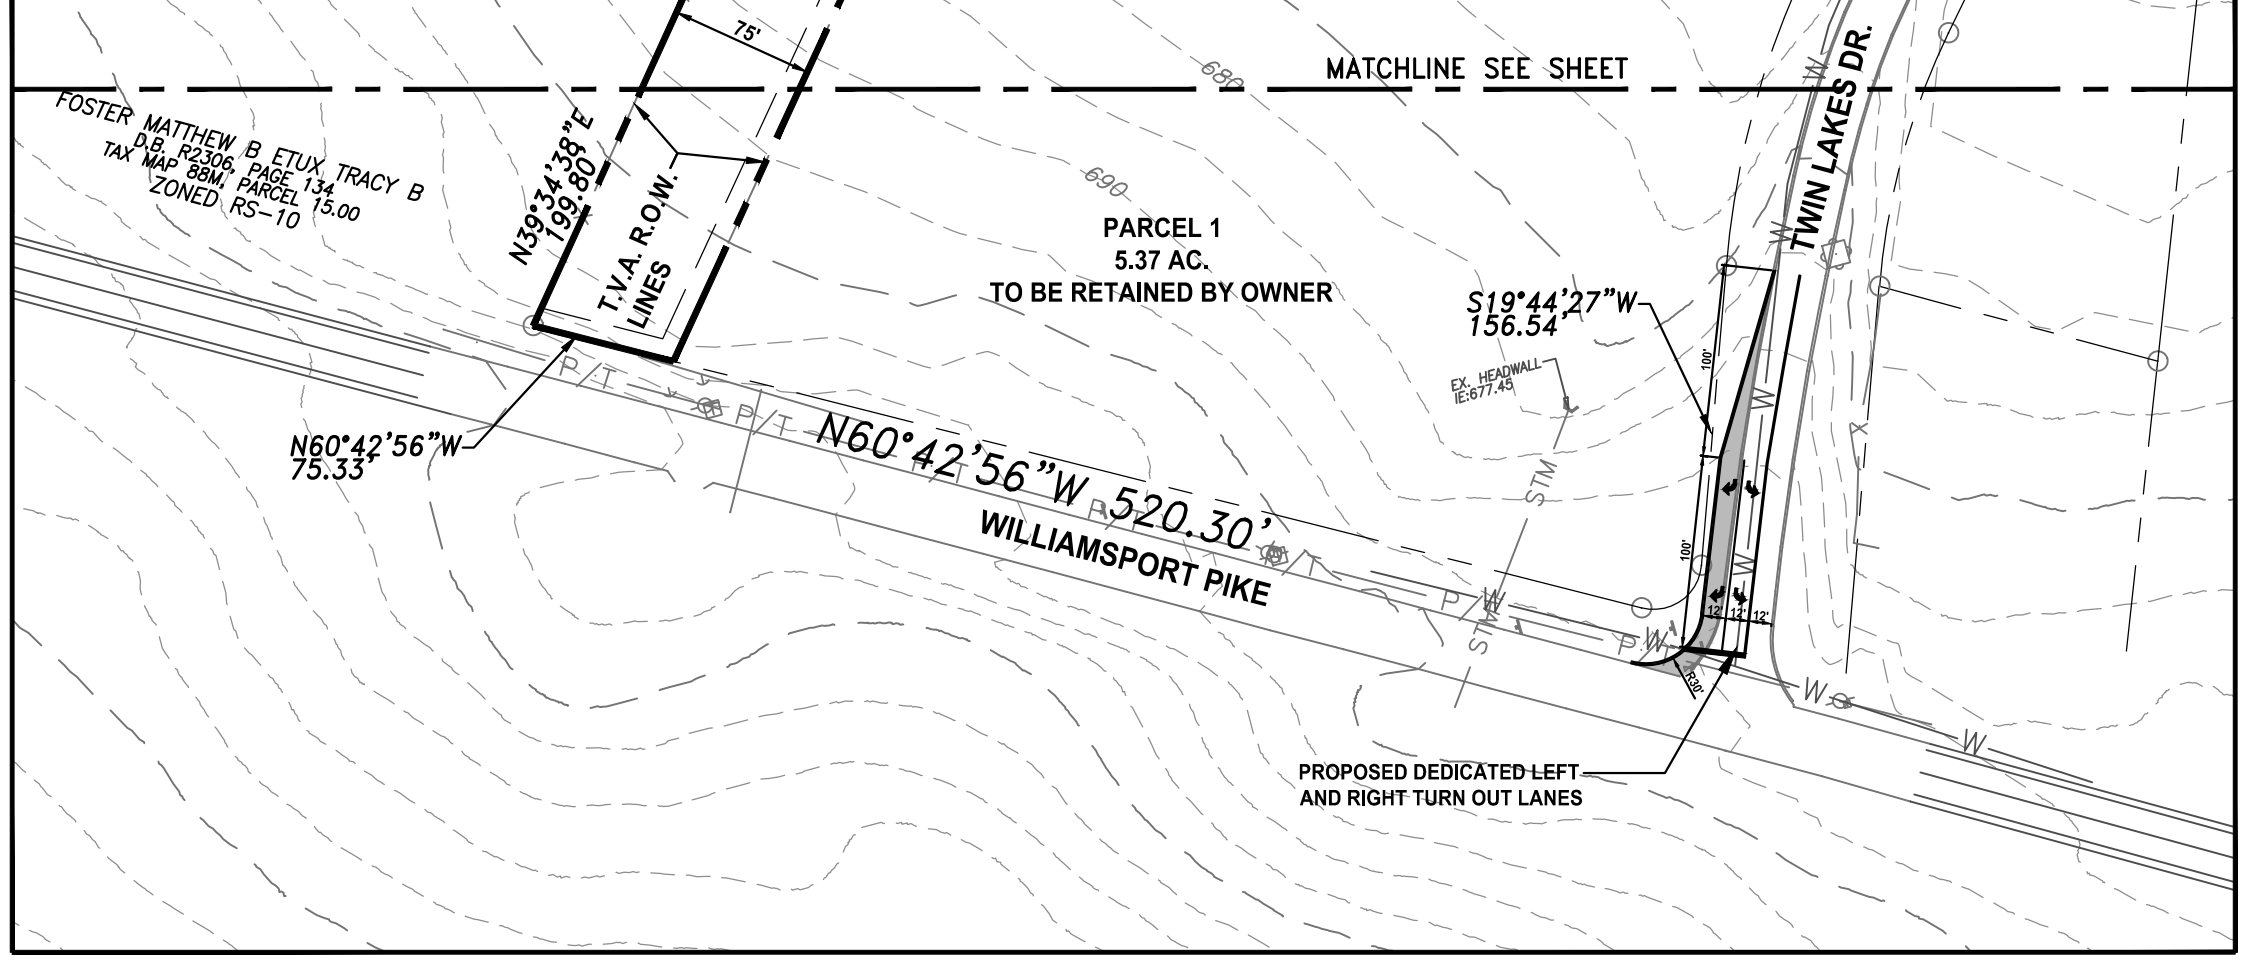 75'
680
MATCHLINE SEE SHEET
TWIN LAKES DR.
FOSTER MATTHEW B ETUX TRACY B
D.B. R2306, PAGE 134
TAX MAP 88M, PARCEL 15.00
ZONED RS-10
N39°34'38"E
199.80'
T.V.A. R.O.W.
LINES
690
PARCEL 1
5.37 AC.
TO BE RETAINED BY OWNER
S19°44'27"W
156.54'
100'
EX. HEADWALL
IE:677.45
N60°42'56"W
75.33'
P/T
P/T
N60°42'56"W 520.30'
P/T
P/T
P/T
WILLIAMSPORT PIKE
STM
STM
100'
12'
12'
12'
R30'
P/T
P/T
W
W
W
W
W
W
W
W
W
X
PROPOSED DEDICATED LEFT
AND RIGHT TURN OUT LANES